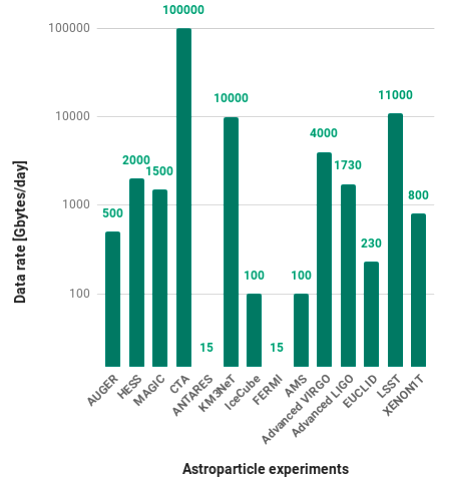 100000
100000
10000
1000
100
Data rate [Gbytes/day]
500
2000
1500
15
10000
100
15
100
4000
1730
230
11000
800
AUGER
HESS
MAGIC
CTA
ANTARES
KM3NeT
IceCube
FERMI
AMS
Advanced VIRGO
Advanced LIGO
EUCLID
LSST
XENON1T
Astroparticle experiments